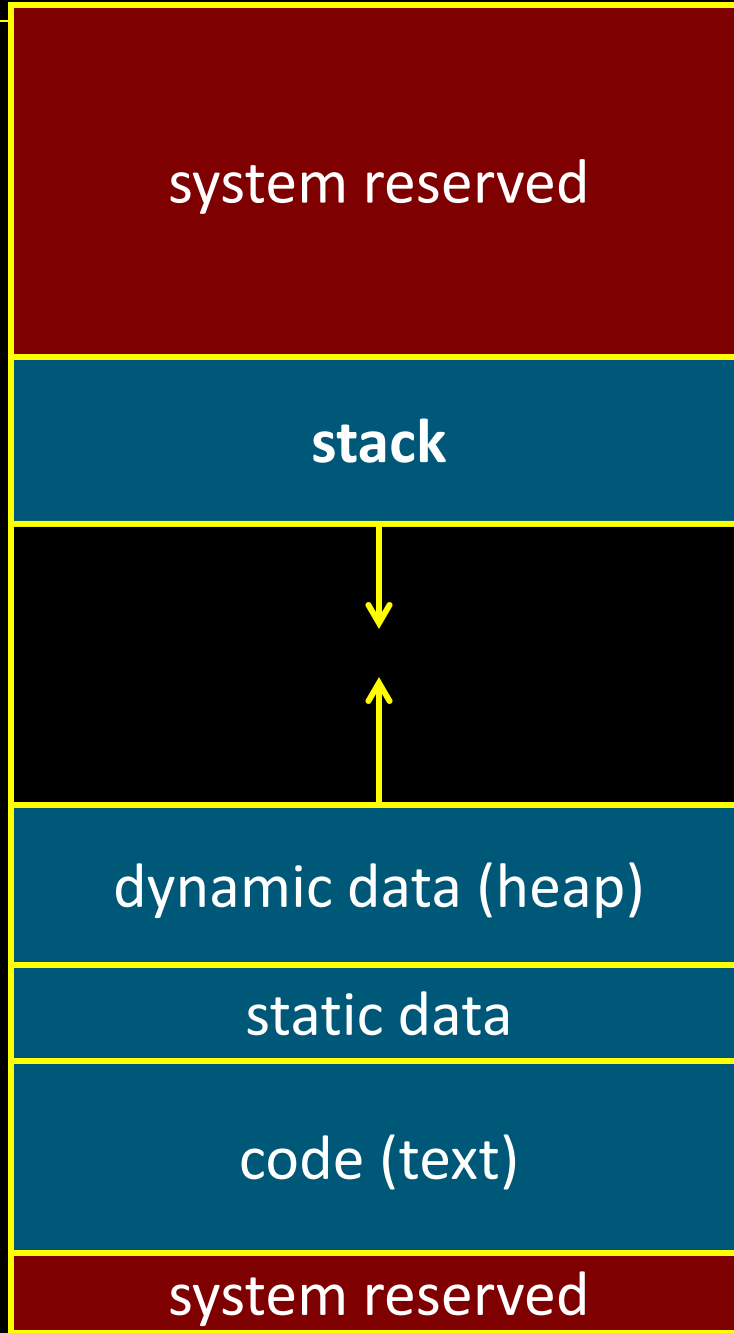 system reserved
stack
dynamic data (heap)
static data
code (text)
system reserved